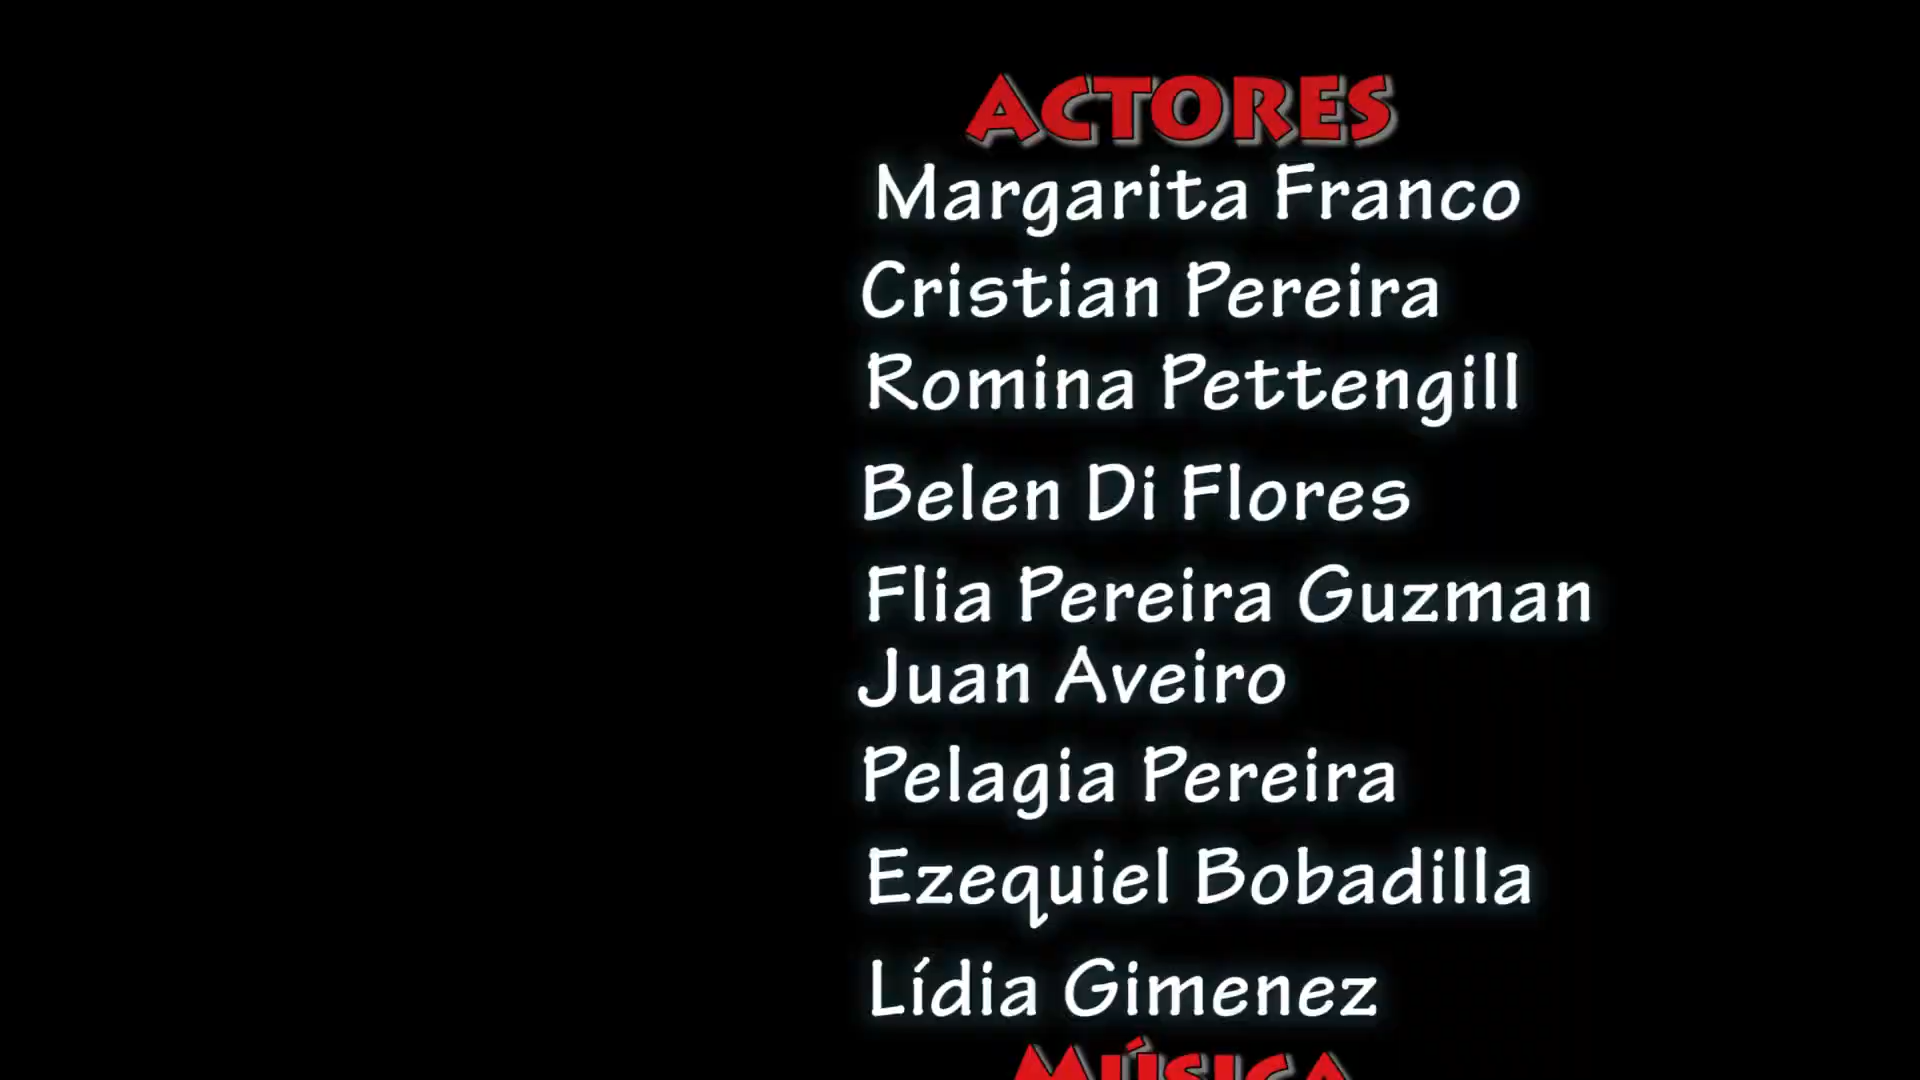 ACTORES
Margarita Franco
Cristian Pereira
Romina Pettengill
Belen Di Flores
Flia Pereira Guzman
Juan Aveiro
Pelagia Pereira
Ezequiel Bobadilla
Lídia Gimenez
MÚSICA